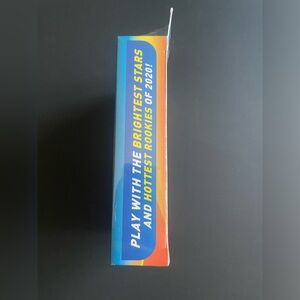 PLAY WITH THE BRIGHTEST STARS
AND HOTTEST ROOKIES OF 2020!